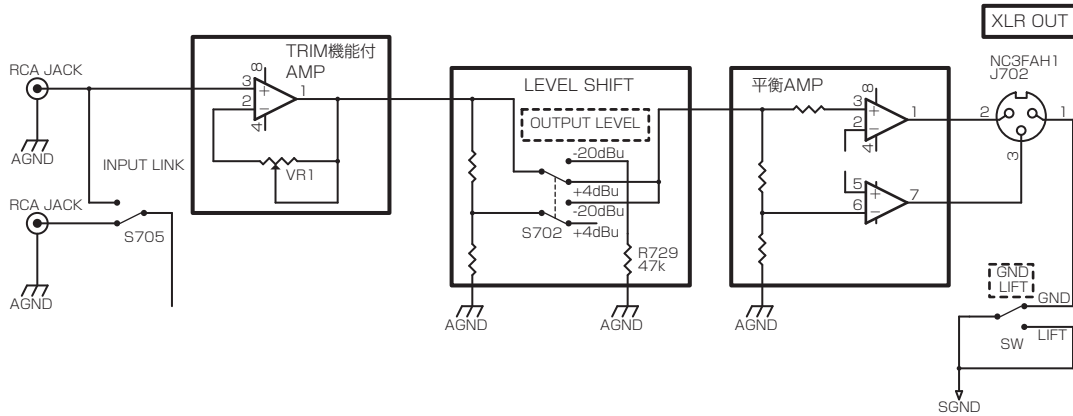 XLR OUT
TRIM機能付
AMP
LEVEL SHIFT
平衡AMP
NC3FAH1
J702
RCA JACK
8
3
1
2
4
VR1
AGND
INPUT LINK
RCA JACK
S705
AGND
OUTPUT LEVEL
-20dBu
+4dBu
-20dBu
+4dBu
S702
R729
47k
AGND
AGND
8
3
1
2
4
5
6
7
AGND
2
1
3
GND
LIFT
GND
SW
LIFT
SGND